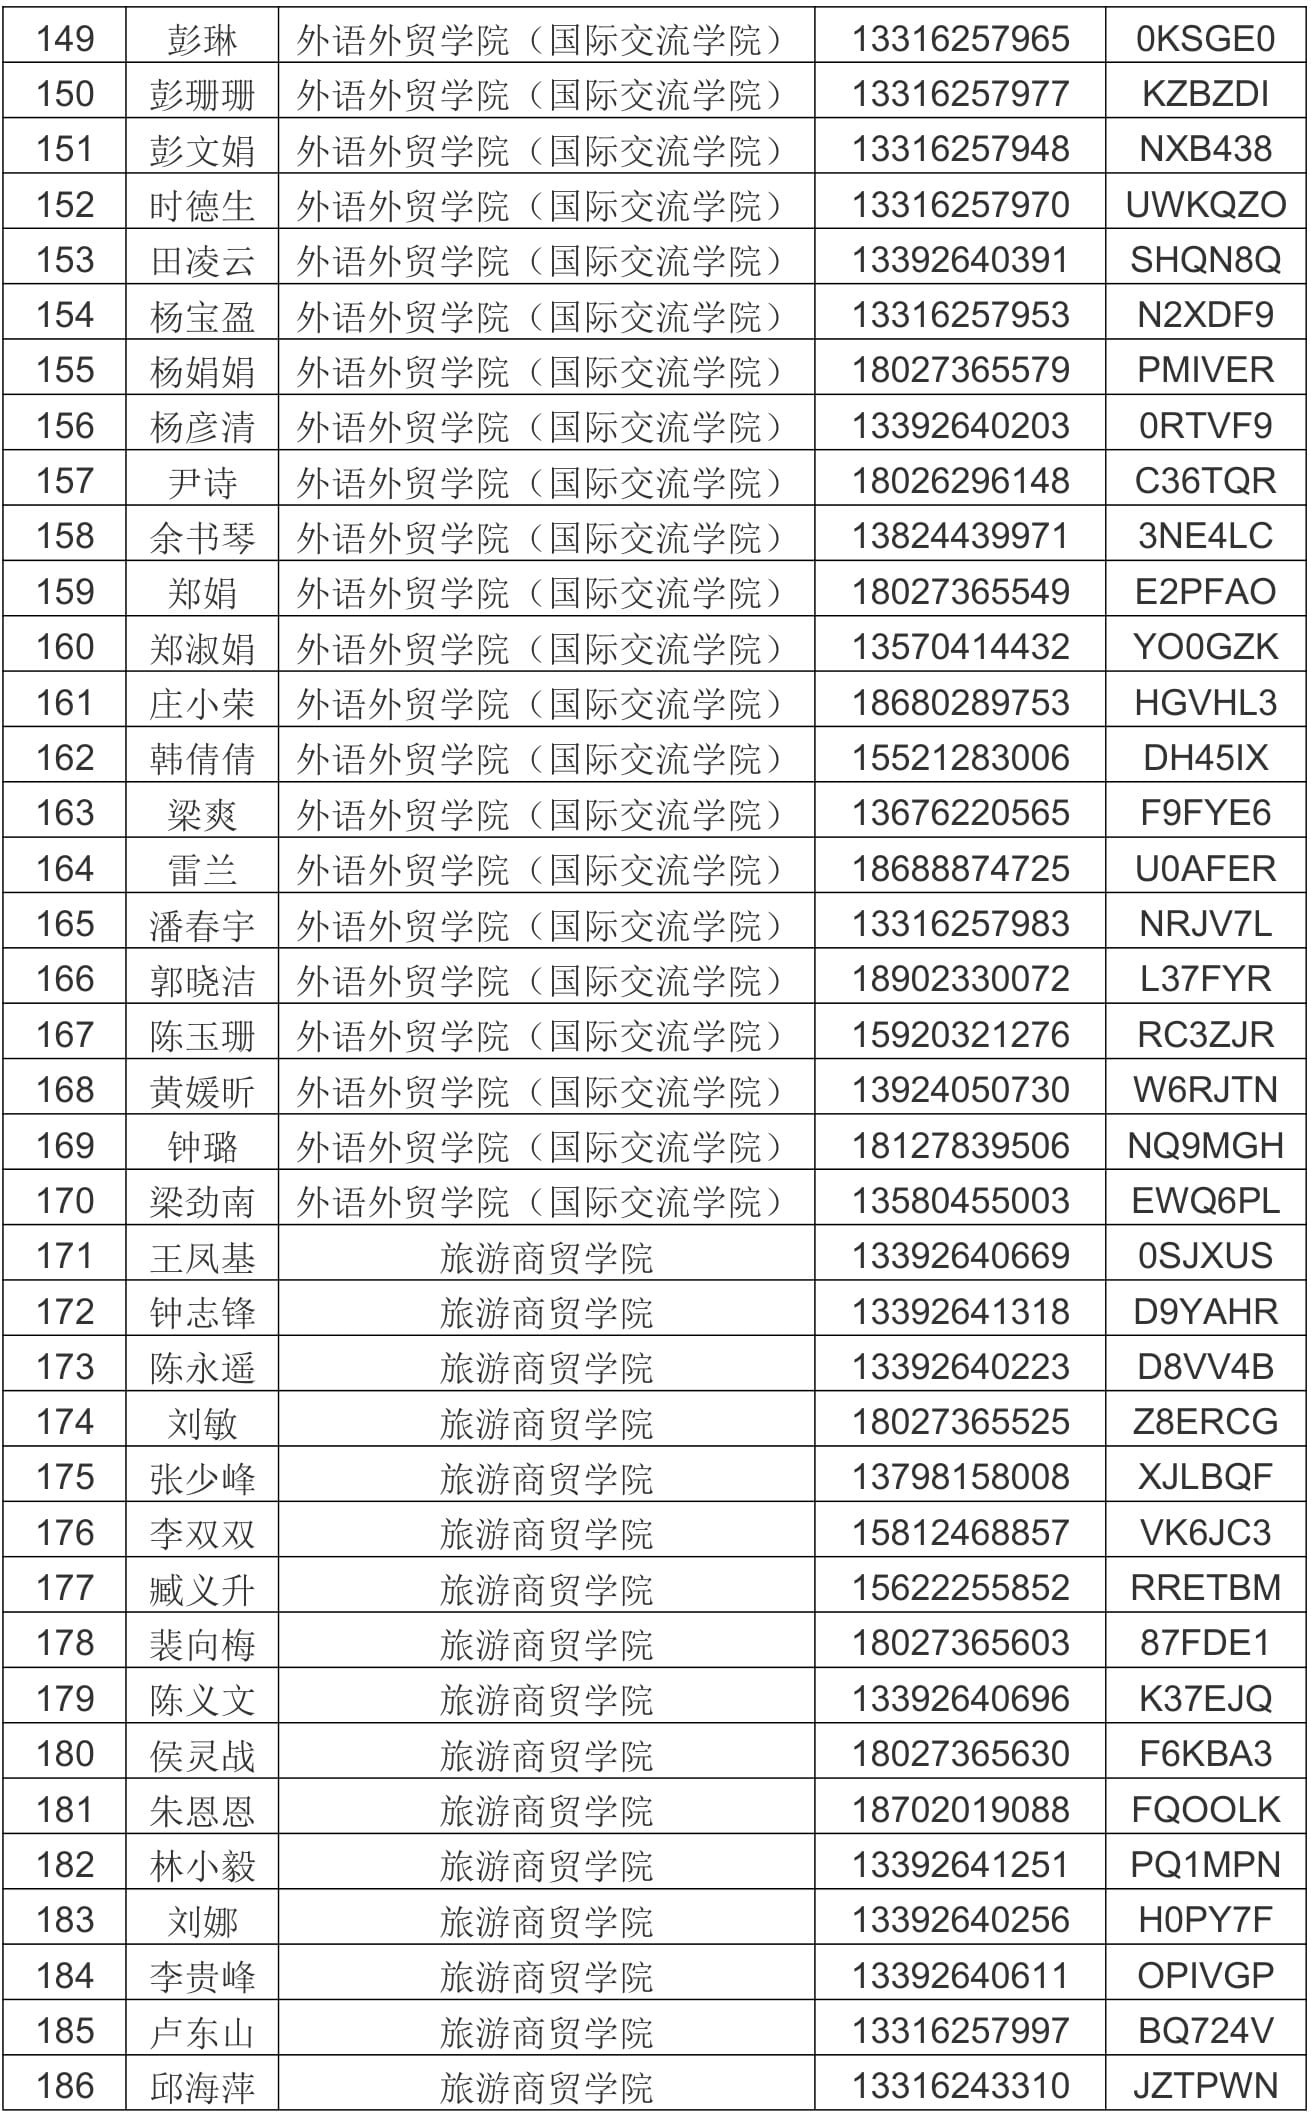 149 彭琳 外语外贸学院（国际交流学院） 13316257965 0KSGE0
150 彭珊珊 外语外贸学院（国际交流学院） 13316257977 KZBZDI
151 彭文娟 外语外贸学院（国际交流学院） 13316257948 NXB438
152 时德生 外语外贸学院（国际交流学院） 13316257970 UWKQZO
153 田凌云 外语外贸学院（国际交流学院） 13392640391 SHQN8Q
154 杨宝盈 外语外贸学院（国际交流学院） 13316257953 N2XDF9
155 杨娟娟 外语外贸学院（国际交流学院） 18027365579 PMIVER
156 杨彦清 外语外贸学院（国际交流学院） 13392640203 0RTVF9
157 尹诗 外语外贸学院（国际交流学院） 18026296148 C36TQR
158 余书琴 外语外贸学院（国际交流学院） 13824439971 3NE4LC
159 郑娟 外语外贸学院（国际交流学院） 18027365549 E2PFAO
160 郑淑娟 外语外贸学院（国际交流学院） 13570414432 YO0GZK
161 庄小荣 外语外贸学院（国际交流学院） 18680289753 HGVHL3
162 韩倩倩 外语外贸学院（国际交流学院） 15521283006 DH45IX
163 梁爽 外语外贸学院（国际交流学院） 13676220565 F9FYE6
164 雷兰 外语外贸学院（国际交流学院） 18688874725 U0AFER
165 潘春宇 外语外贸学院（国际交流学院） 13316257983 NRJV7L
166 郭晓洁 外语外贸学院（国际交流学院） 18902330072 L37FYR
167 陈玉珊 外语外贸学院（国际交流学院） 15920321276 RC3ZJR
168 黄媛昕 外语外贸学院（国际交流学院） 13924050730 W6RJTN
169 钟璐 外语外贸学院（国际交流学院） 18127839506 NQ9MGH
170 梁劲南 外语外贸学院（国际交流学院） 13580455003 EWQ6PL
171 王凤基 旅游商贸学院 13392640669 0SJXUS
172 钟志锋 旅游商贸学院 13392641318 D9YAHR
173 陈永遥 旅游商贸学院 13392640223 D8VV4B
174 刘敏 旅游商贸学院 18027365525 Z8ERCG
175 张少峰 旅游商贸学院 13798158008 XJLBQF
176 李双双 旅游商贸学院 15812468857 VK6JC3
177 臧义升 旅游商贸学院 15622255852 RRETBM
178 裴向梅 旅游商贸学院 18027365603 87FDE1
179 陈义文 旅游商贸学院 13392640696 K37EJQ
180 侯灵战 旅游商贸学院 18027365630 F6KBA3
181 朱恩恩 旅游商贸学院 18702019088 FQOOLK
182 林小毅 旅游商贸学院 13392641251 PQ1MPN
183 刘娜 旅游商贸学院 13392640256 H0PY7F
184 李贵峰 旅游商贸学院 13392640611 OPIVGP
185 卢东山 旅游商贸学院 13316257997 BQ724V
186 邱海萍 旅游商贸学院 13316243310 JZTPWN